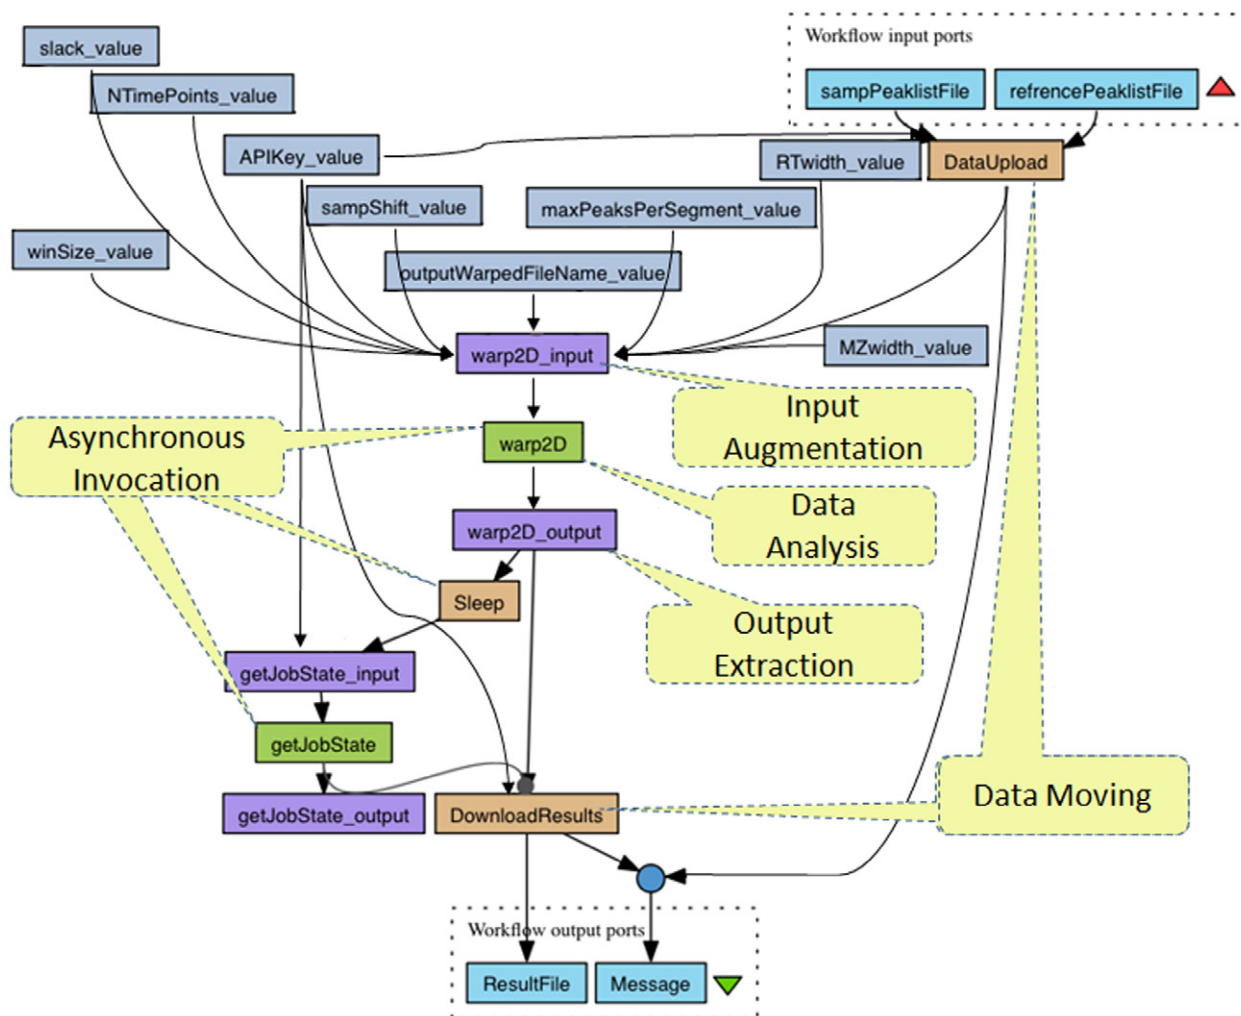 slack_value
Workflow input ports
NTimePoints_value
sampPeaklistFile
refrencePeaklistFile
APIKey_value
RTwidth_value
DataUpload
sampShift_value
maxPeaksPerSegment_value
winSize_value
outputWarpedFileName_value
warp2D_input
MZwidth_value
Input
Augmentation
Asynchronous
Invocation
warp2D
Data
Analysis
warp2D_output
Sleep
Output
Extraction
getJobState_input
getJobState
Data Moving
getJobState_output
DownloadResults
Workflow output ports
ResultFile
Message